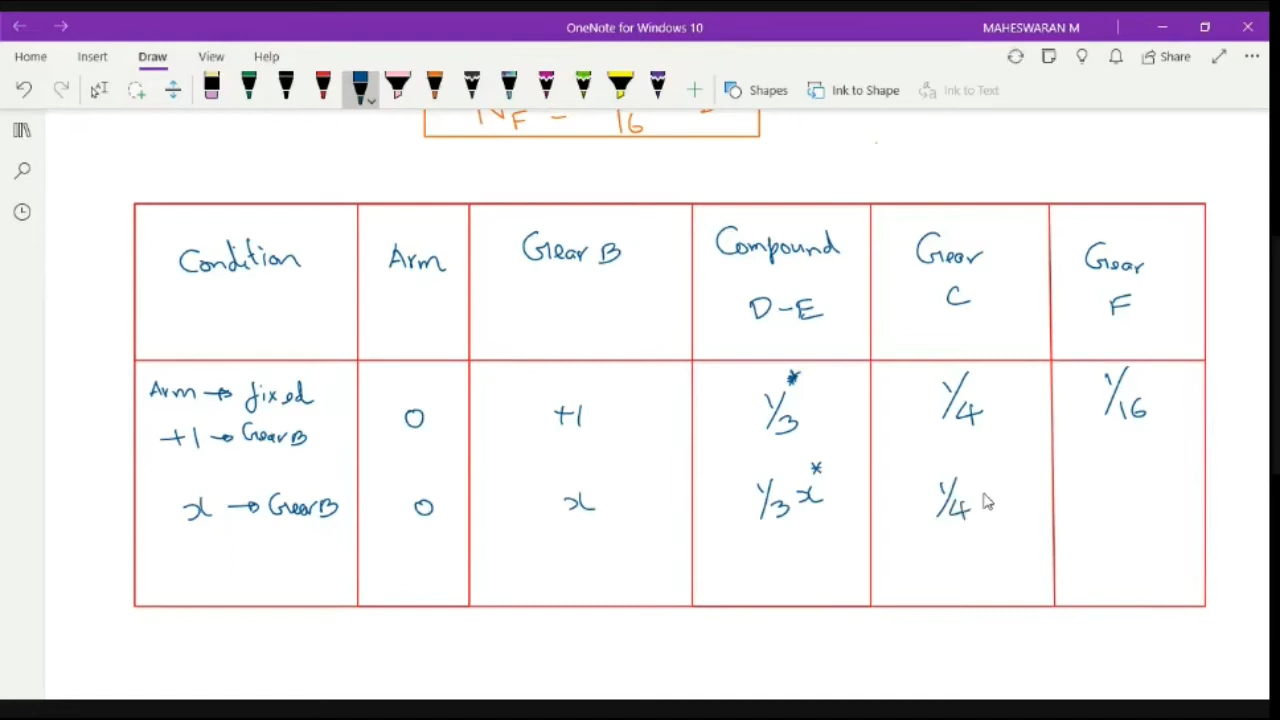 OneNote for Windows 10
MAHESWARAN M
Home Insert Draw View Help
Share
Shapes Ink to Shape Ink to Text
N_F = 16
Condition Arm Gear B Compound D-E Gear C Gear F
Arm → fixed
+1 → Gear B 0 +1 1/3* 1/4 1/16
x → Gear B 0 x 1/3 x* 1/4